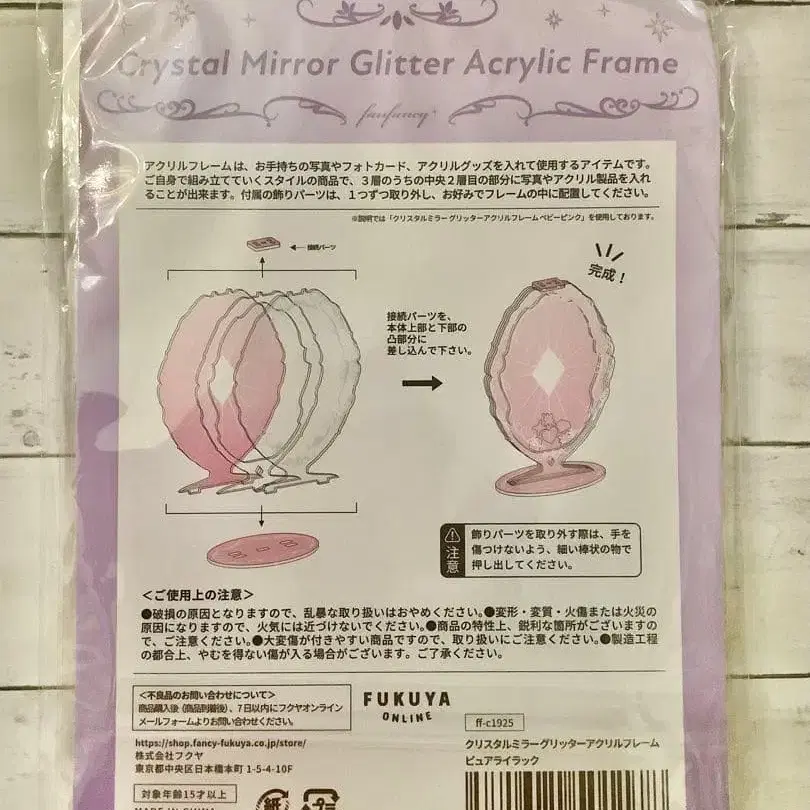 Crystal Mirror Glitter Acrylic Frame
fanfancy+
アクリルフレームは、お手持ちの写真やフォトカード、アクリルグッズを入れて使用するアイテムです。
ご自身で組み立てていくスタイルの商品で、3層のうちの中央2層目の部分に写真やアクリル製品を入れ
ることが出来ます。付属の飾りパーツは、1つずつ取り外し、お好みでフレームの中に配置してください。
※説明では「クリスタルミラーグリッターアクリルフレーム ベビーピンク」を使用しております。
接続パーツ
完成！
接続パーツを、
本体上部と下部の
凸部分に
差し込んで下さい。
注意
飾りパーツを取り外す際は、手を
傷つけないよう、細い棒状の物で
押し出してください。
＜ご使用上の注意＞
●破損の原因となりますので、乱暴な取り扱いはおやめください。●変形・変質・火傷または火災の
原因になりますので、火気には近づけないでください。●商品の特性上、鋭利な箇所がございますの
で、ご注意ください。●大変傷が付きやすい商品ですので、取り扱いにご注意ください。●製造工程
の都合上、やむを得ない傷が入る場合がございます。ご了承ください。
＜不良品のお問い合わせについて＞
商品購入後（商品到着後）、7日以内にフクヤオンライン
メールフォームよりお問い合わせください。
FUKUYA
ONLINE
ff-c1925
https://shop.fancy-fukuya.co.jp/store/
株式会社フクヤ
東京都中央区日本橋本町 1-5-4-10F
クリスタルミラーグリッターアクリルフレーム
ピュアライラック
対象年齢15才以上
紙
プラ
MADE IN CHINA